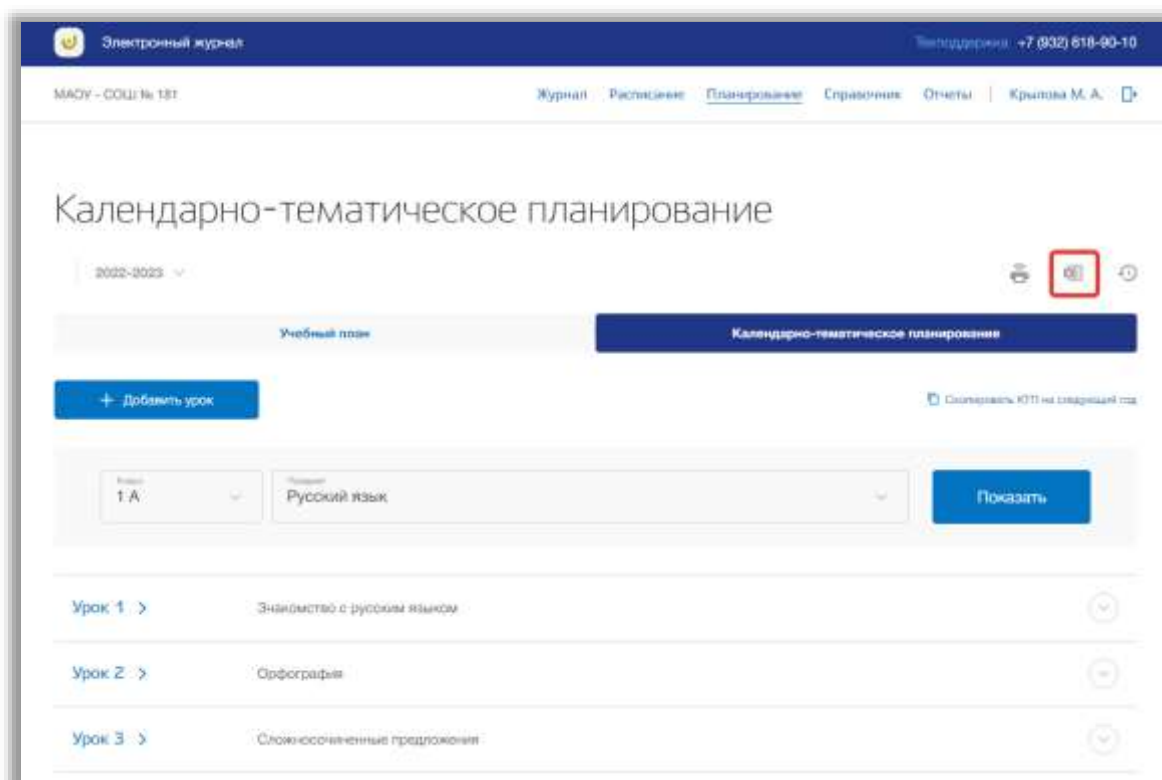 Электронный журнал
Техподдержка: +7 (932) 618-90-10
МАОУ - СОШ № 181
Журнал Расписание Планирование Справочник Отчеты Крылова М. А.
Календарно-тематическое планирование
2022-2023
Учебный план Календарно-тематическое планирование
+ Добавить урок
Скопировать КТП на следующий год
Класс Предмет
1 А Русский язык Показать
Урок 1 Знакомство с русским языком
Урок 2 Орфография
Урок 3 Сложносочиненные предложения